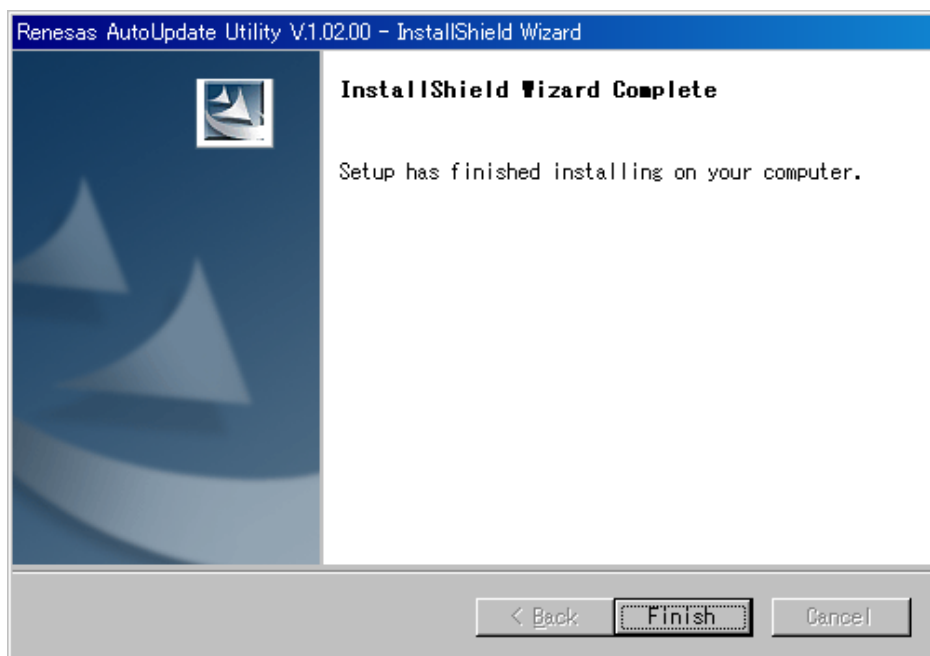 Renesas AutoUpdate Utility V.1.02.00 - InstallShield Wizard
InstallShield Wizard Complete
Setup has finished installing on your computer.
< Back
Finish
Cancel